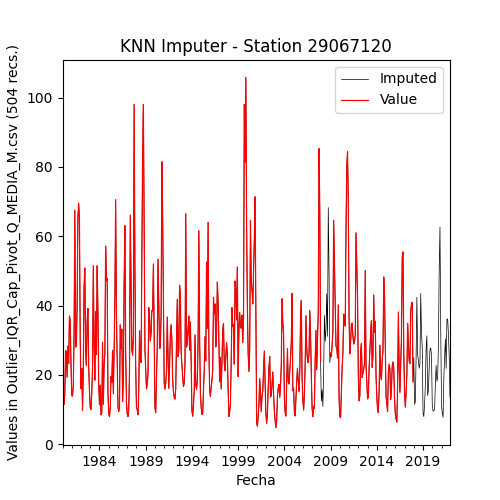 KNN Imputer - Station 29067120
Values in Outlier_IQR_Cap_Pivot_Q_MEDIA_M.csv (504 recs.)
Imputed
Value
100
80
60
40
20
0
1984 1989 1994 1999 2004 2009 2014 2019
Fecha